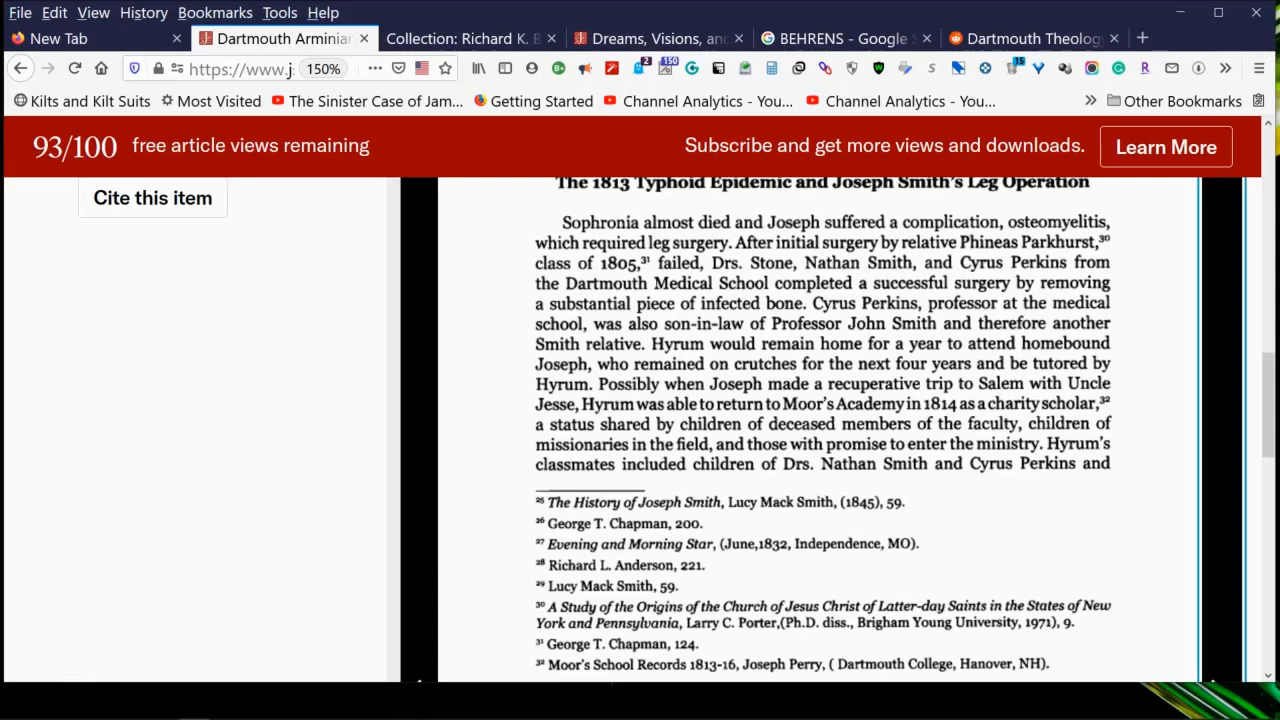 File Edit View History Bookmarks Tools Help
New Tab
Dartmouth Arminian
Collection: Richard K. B
Dreams, Visions, and
BEHRENS - Google S
Dartmouth Theology
https://www.j
150%
2
150
15
Kilts and Kilt Suits
Most Visited
The Sinister Case of Jam...
Getting Started
Channel Analytics - You...
Channel Analytics - You...
Other Bookmarks
93/100 free article views remaining
Subscribe and get more views and downloads.
Learn More
Cite this item
The 1813 Typhoid Epidemic and Joseph Smith's Leg Operation
Sophronia almost died and Joseph suffered a complication, osteomyelitis,
which required leg surgery. After initial surgery by relative Phineas Parkhurst,³⁰
class of 1805,³¹ failed, Drs. Stone, Nathan Smith, and Cyrus Perkins from
the Dartmouth Medical School completed a successful surgery by removing
a substantial piece of infected bone. Cyrus Perkins, professor at the medical
school, was also son-in-law of Professor John Smith and therefore another
Smith relative. Hyrum would remain home for a year to attend homebound
Joseph, who remained on crutches for the next four years and be tutored by
Hyrum. Possibly when Joseph made a recuperative trip to Salem with Uncle
Jesse, Hyrum was able to return to Moor's Academy in 1814 as a charity scholar,³²
a status shared by children of deceased members of the faculty, children of
missionaries in the field, and those with promise to enter the ministry. Hyrum's
classmates included children of Drs. Nathan Smith and Cyrus Perkins and
²⁵ The History of Joseph Smith, Lucy Mack Smith, (1845), 59.
²⁶ George T. Chapman, 200.
²⁷ Evening and Morning Star, (June,1832, Independence, MO).
²⁸ Richard L. Anderson, 221.
²⁹ Lucy Mack Smith, 59.
³⁰ A Study of the Origins of the Church of Jesus Christ of Latter-day Saints in the States of New
York and Pennsylvania, Larry C. Porter,(Ph.D. diss., Brigham Young University, 1971), 9.
³¹ George T. Chapman, 124.
³² Moor's School Records 1813-16, Joseph Perry, ( Dartmouth College, Hanover, NH).